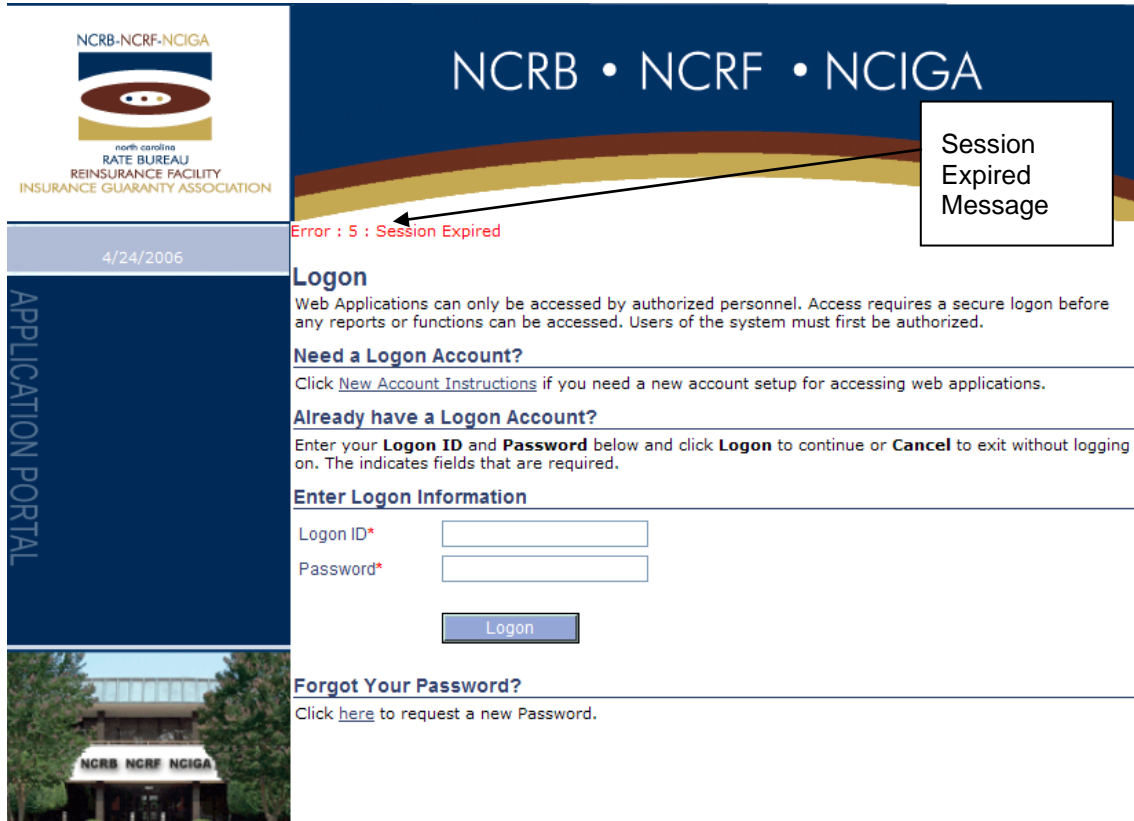 NCRB-NCRF-NCIGA
north carolina
RATE BUREAU
REINSURANCE FACILITY
INSURANCE GUARANTY ASSOCIATION
NCRB • NCRF • NCIGA
Session
Expired
Message
Error : 5 : Session Expired
4/24/2006
APPLICATION PORTAL
Logon
Web Applications can only be accessed by authorized personnel. Access requires a secure logon before
any reports or functions can be accessed. Users of the system must first be authorized.
Need a Logon Account?
Click New Account Instructions if you need a new account setup for accessing web applications.
Already have a Logon Account?
Enter your Logon ID and Password below and click Logon to continue or Cancel to exit without logging
on. The indicates fields that are required.
Enter Logon Information
Logon ID*
Password*
Logon
Forgot Your Password?
Click here to request a new Password.
NCRB NCRF NCIGA